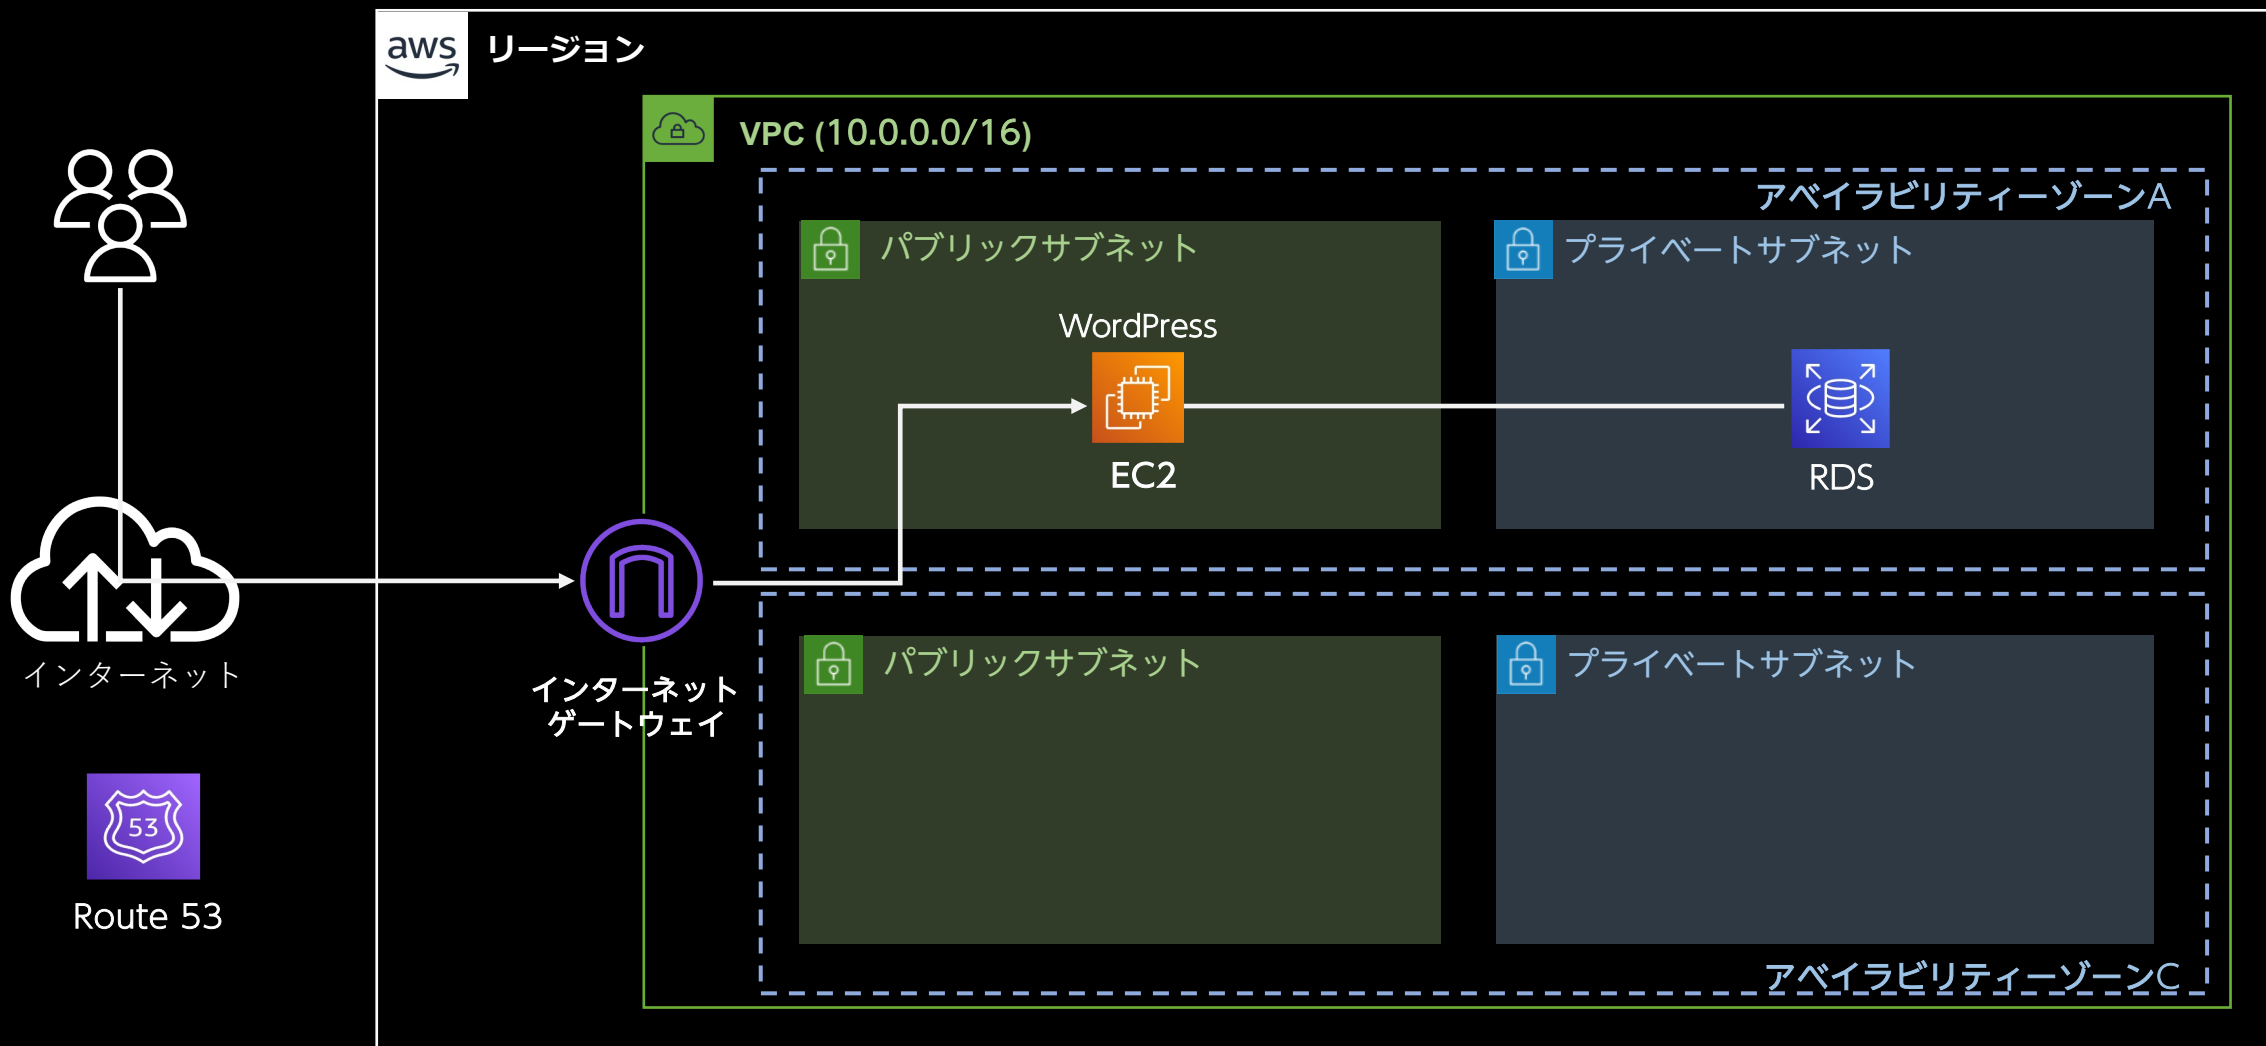 aws
リージョン
VPC (10.0.0.0/16)
アベイラビリティーゾーンA
パブリックサブネット
プライベートサブネット
WordPress
EC2
RDS
インターネット
インターネット
ゲートウェイ
パブリックサブネット
プライベートサブネット
53
Route 53
アベイラビリティーゾーンC